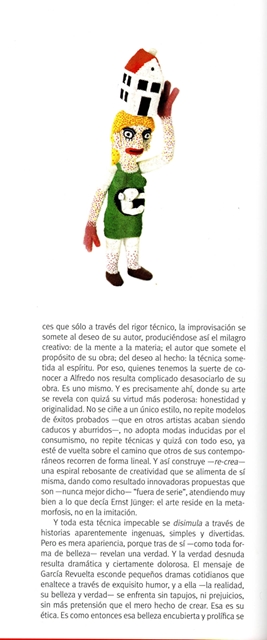 ces que sólo a través del rigor técnico, la improvisación se
somete al deseo de su autor, produciéndose así el milagro
creativo: de la mente a la materia; el autor que somete el
propósito de su obra; del deseo al hecho: la técnica some-
tida al espíritu. Por eso, quienes tenemos la suerte de co-
nocer a Alfredo nos resulta complicado desasociarlo de su
obra. Es uno mismo. Y es precisamente ahí, donde su arte
se revela con quizá su virtud más poderosa: honestidad y
originalidad. No se ciñe a un único estilo, no repite modelos
de éxitos probados —que en otros artistas acaban siendo
caducos y aburridos—, no adopta modas inducidas por el
consumismo, no repite técnicas y quizá con todo eso, ya
esté de vuelta sobre el camino que otros de sus contempo-
ráneos recorren de forma lineal. Y así construye —re-crea—
una espiral rebosante de creatividad que se alimenta de sí
misma, dando como resultado innovadoras propuestas que
son —nunca mejor dicho— "fuera de serie", atendiendo muy
bien a lo que decía Ernst Jünger: el arte reside en la meta-
morfosis, no en la imitación.
Y toda esta técnica impecable se disimula a través de
historias aparentemente ingenuas, simples y divertidas.
Pero es mera apariencia, porque tras de sí —como toda for-
ma de belleza— revelan una verdad. Y la verdad desnuda
resulta dramática y ciertamente dolorosa. El mensaje de
García Revuelta esconde pequeños dramas cotidianos que
enaltece a través de exquisito humor, y a ella —la realidad,
su belleza y verdad— se enfrenta sin tapujos, ni prejuicios,
sin más pretensión que el mero hecho de crear. Esa es su
ética. Es como entonces esa belleza encubierta y prolífica se